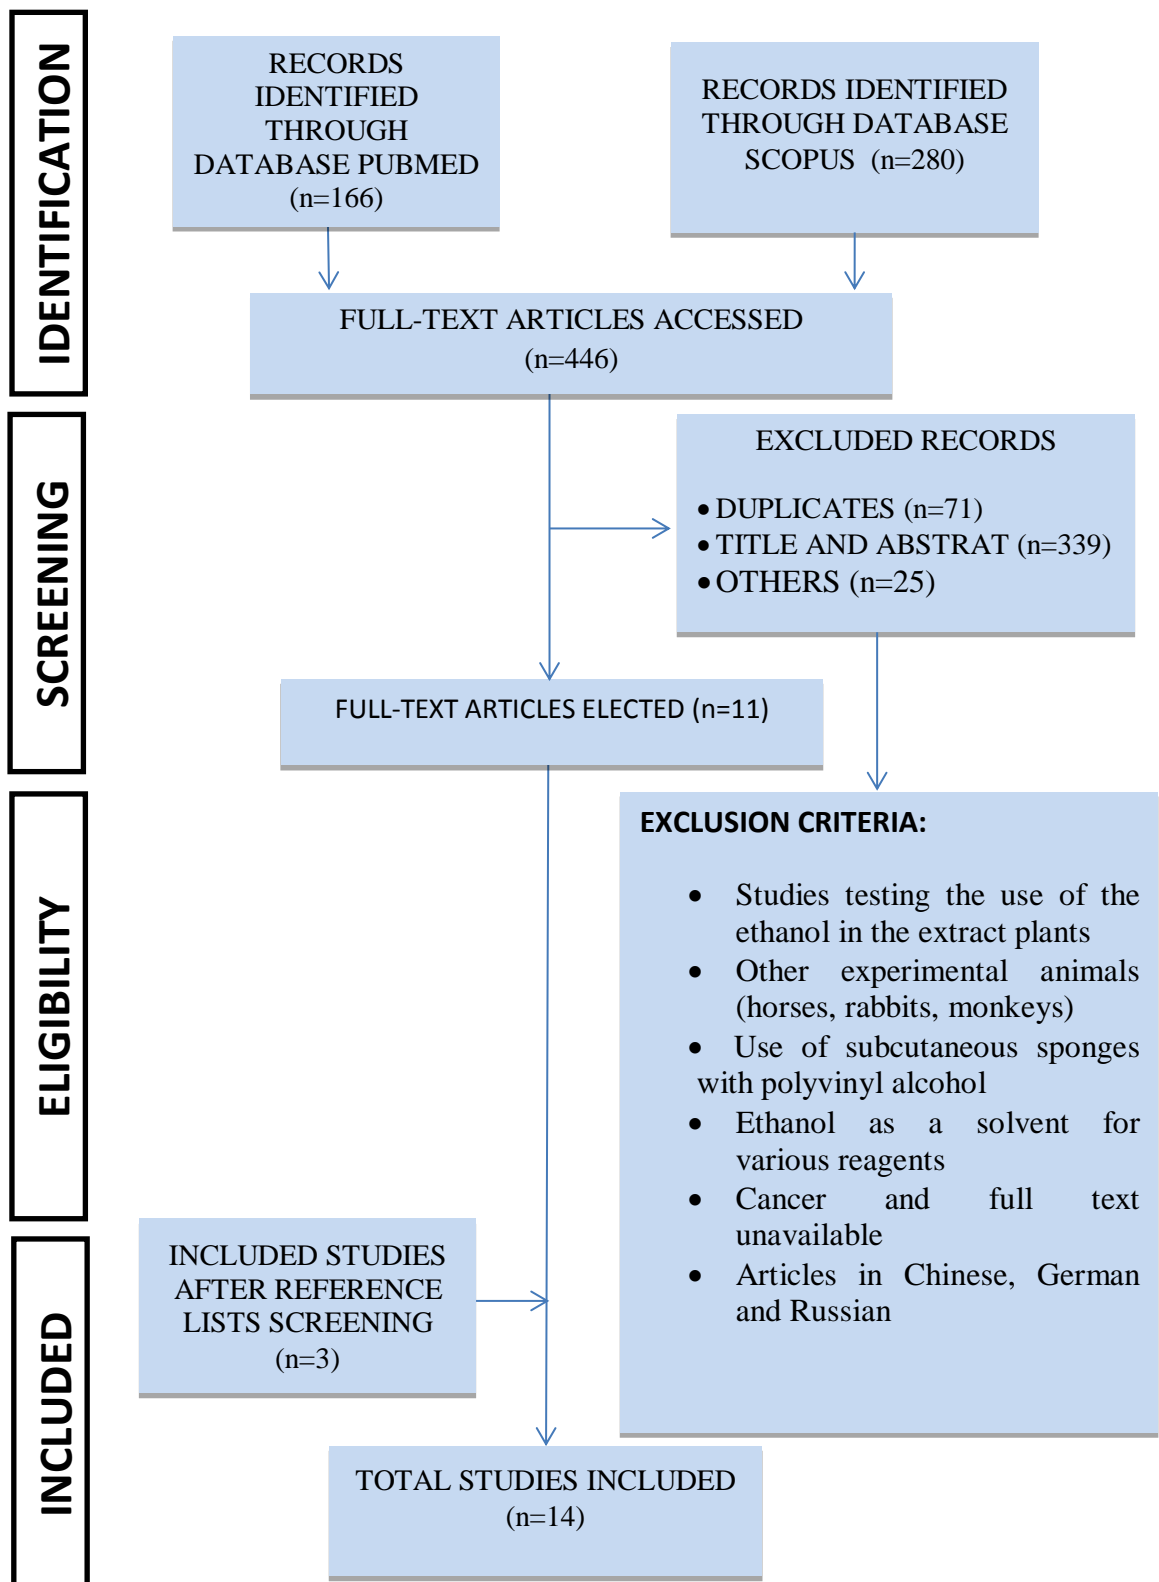 IDENTIFICATION
RECORDS
IDENTIFIED
THROUGH
DATABASE PUBMED
(n=166)
RECORDS IDENTIFIED
THROUGH DATABASE
SCOPUS (n=280)
FULL-TEXT ARTICLES ACCESSED
(n=446)
SCREENING
EXCLUDED RECORDS
• DUPLICATES (n=71)
• TITLE AND ABSTRAT (n=339)
• OTHERS (n=25)
FULL-TEXT ARTICLES ELECTED (n=11)
ELIGIBILITY
EXCLUSION CRITERIA:
• Studies testing the use of the
ethanol in the extract plants
• Other experimental animals
(horses, rabbits, monkeys)
• Use of subcutaneous sponges
with polyvinyl alcohol
• Ethanol as a solvent for
various reagents
• Cancer and full text
unavailable
• Articles in Chinese, German
and Russian
INCLUDED
INCLUDED STUDIES
AFTER REFERENCE
LISTS SCREENING
(n=3)
TOTAL STUDIES INCLUDED
(n=14)